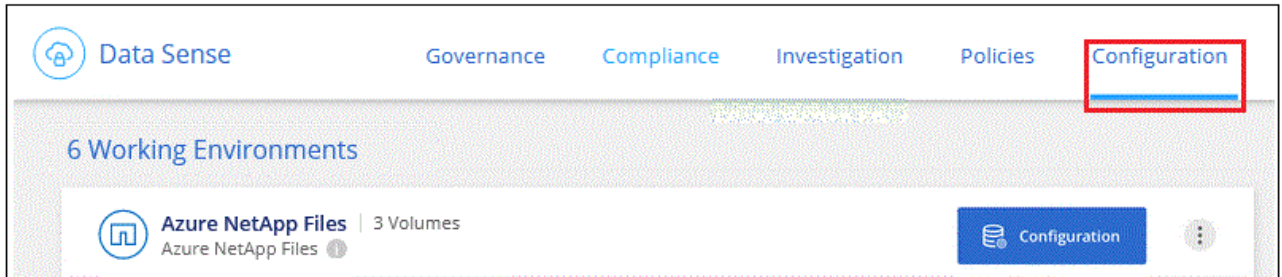 Data Sense Governance Compliance Investigation Policies Configuration
6 Working Environments
Azure NetApp Files | 3 Volumes
Azure NetApp Files
Configuration